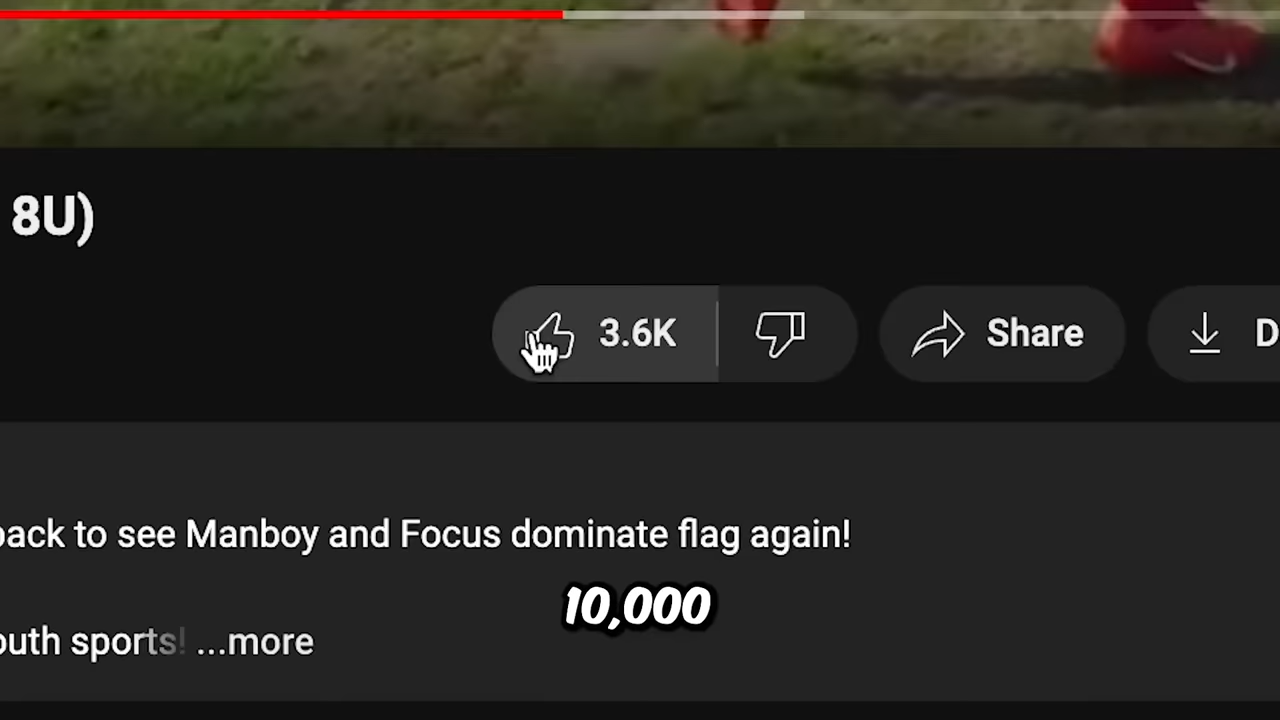 8U)
3.6K
Share
D
back to see Manboy and Focus dominate flag again!
10,000
outh sports! ...more